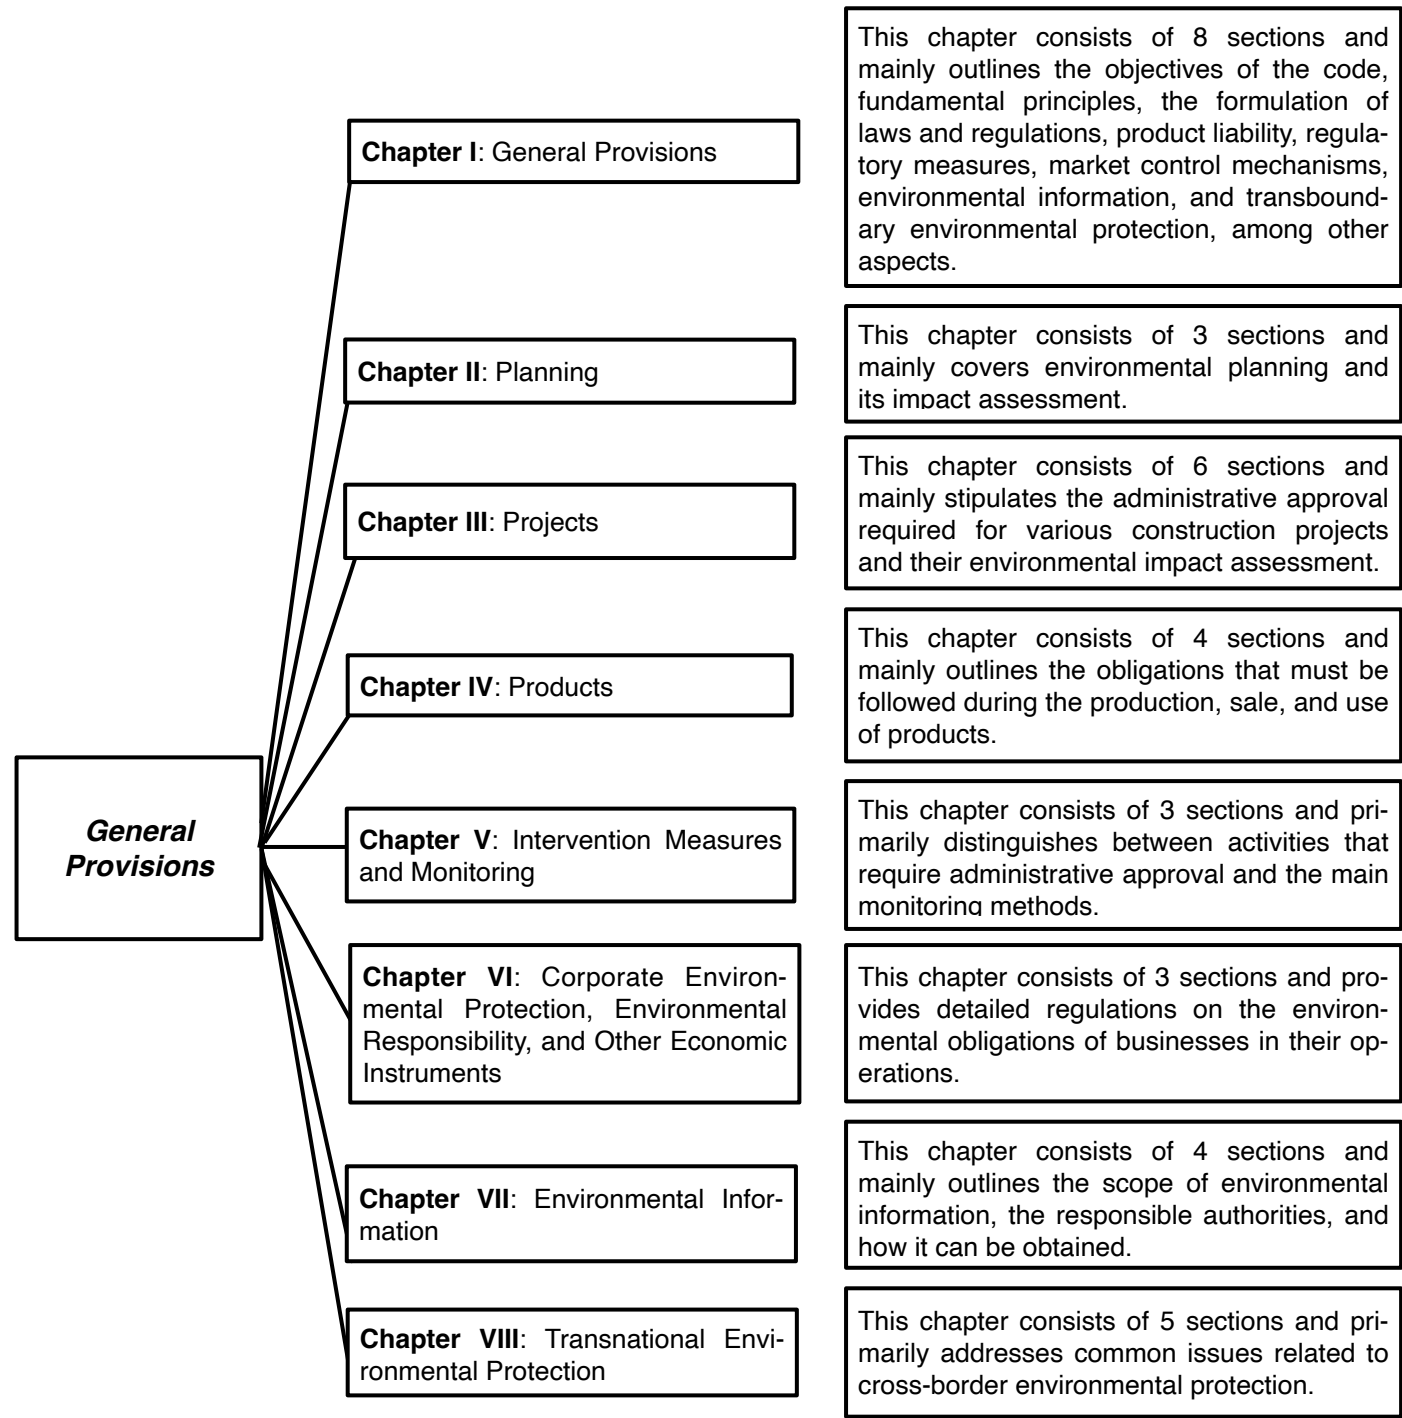 General
Provisions
Chapter I: General Provisions
This chapter consists of 8 sections and
mainly outlines the objectives of the code,
fundamental principles, the formulation of
laws and regulations, product liability, regula-
tory measures, market control mechanisms,
environmental information, and transbound-
ary environmental protection, among other
aspects.
Chapter II: Planning
This chapter consists of 3 sections and
mainly covers environmental planning and
its impact assessment.
Chapter III: Projects
This chapter consists of 6 sections and
mainly stipulates the administrative approval
required for various construction projects
and their environmental impact assessment.
Chapter IV: Products
This chapter consists of 4 sections and
mainly outlines the obligations that must be
followed during the production, sale, and use
of products.
Chapter V: Intervention Measures
and Monitoring
This chapter consists of 3 sections and pri-
marily distinguishes between activities that
require administrative approval and the main
monitoring methods.
Chapter VI: Corporate Environ-
mental Protection, Environmental
Responsibility, and Other Economic
Instruments
This chapter consists of 3 sections and pro-
vides detailed regulations on the environ-
mental obligations of businesses in their op-
erations.
Chapter VII: Environmental Infor-
mation
This chapter consists of 4 sections and
mainly outlines the scope of environmental
information, the responsible authorities, and
how it can be obtained.
Chapter VIII: Transnational Envi-
ronmental Protection
This chapter consists of 5 sections and pri-
marily addresses common issues related to
cross-border environmental protection.